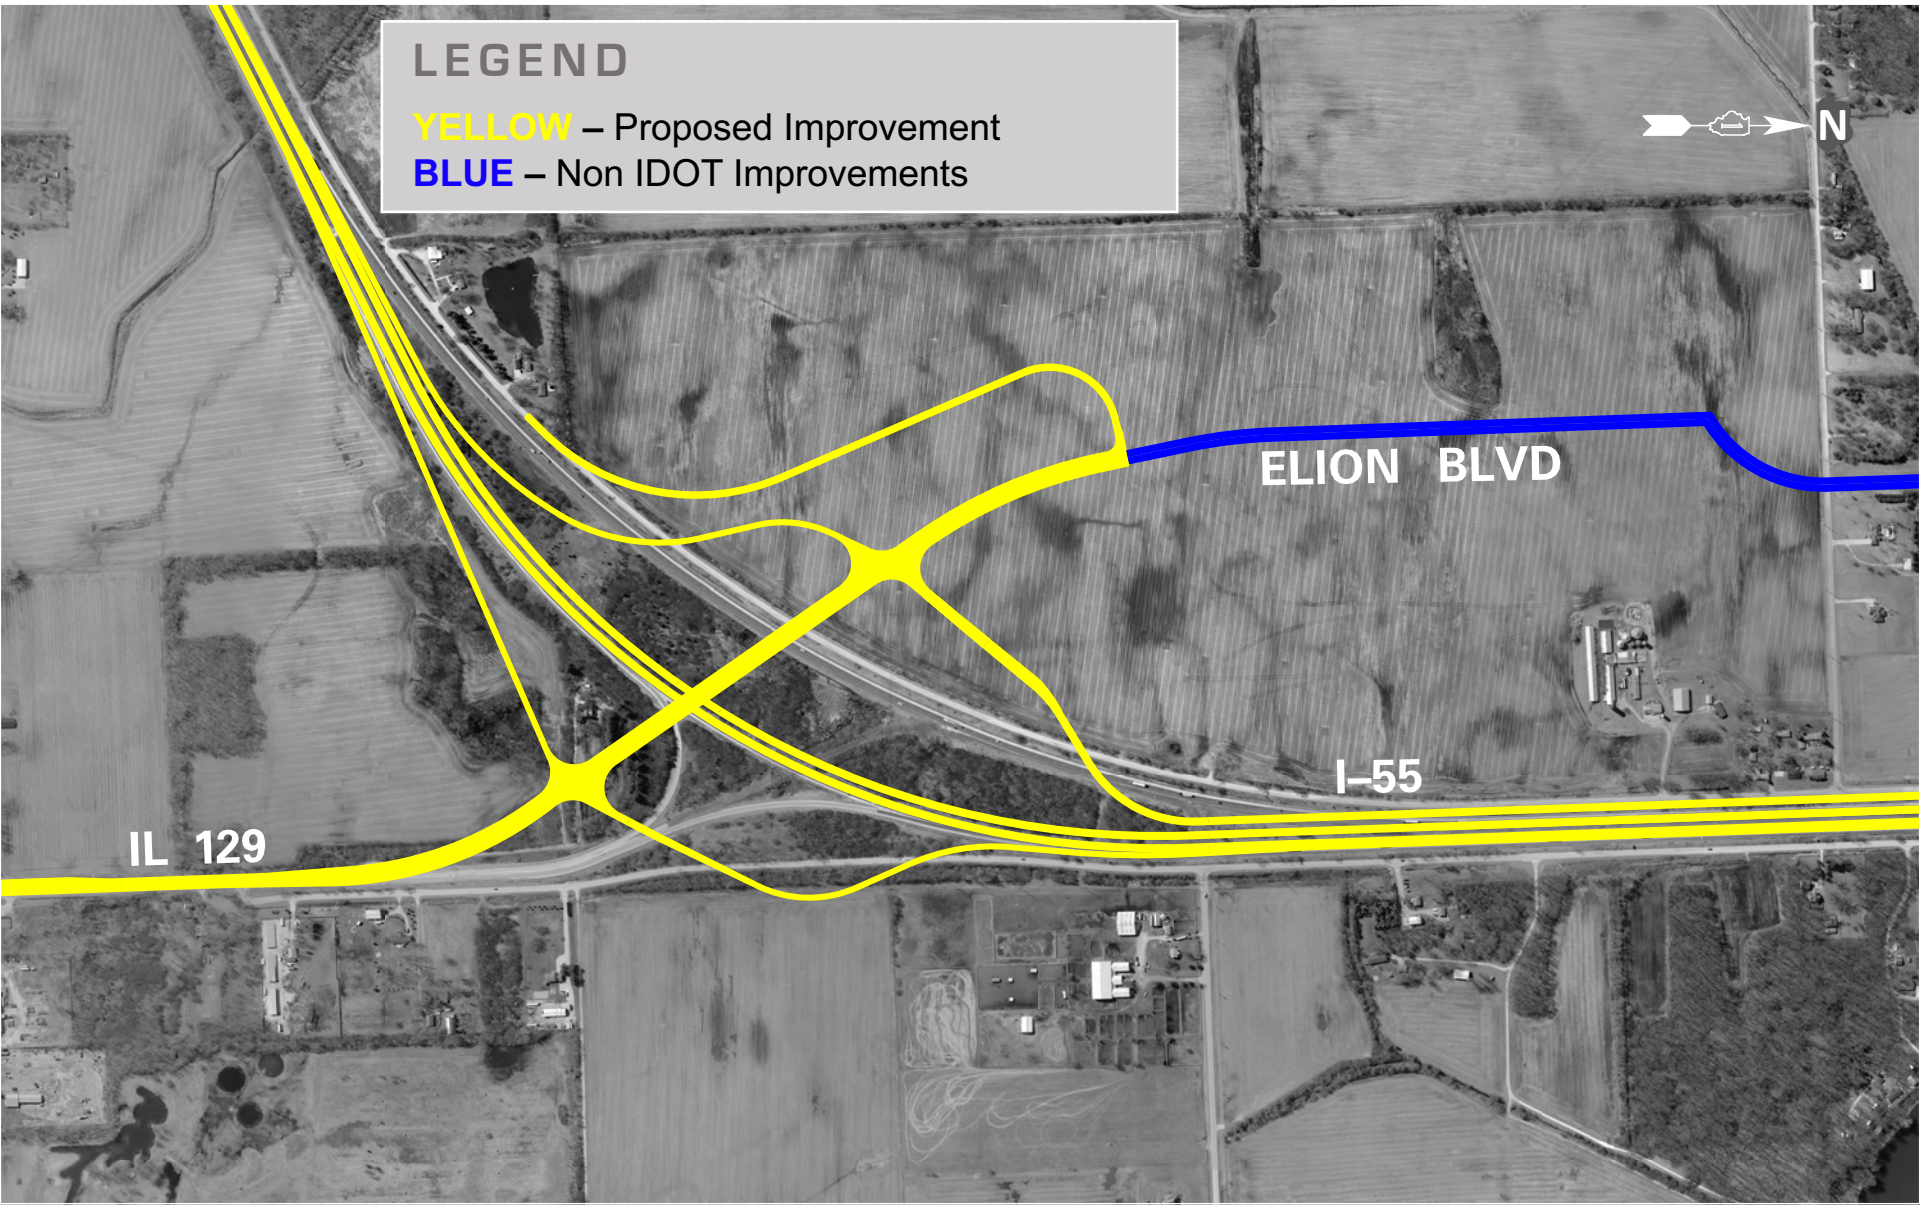 LEGEND
YELLOW – Proposed Improvement
BLUE – Non IDOT Improvements
N
ELION BLVD
I–55
IL 129